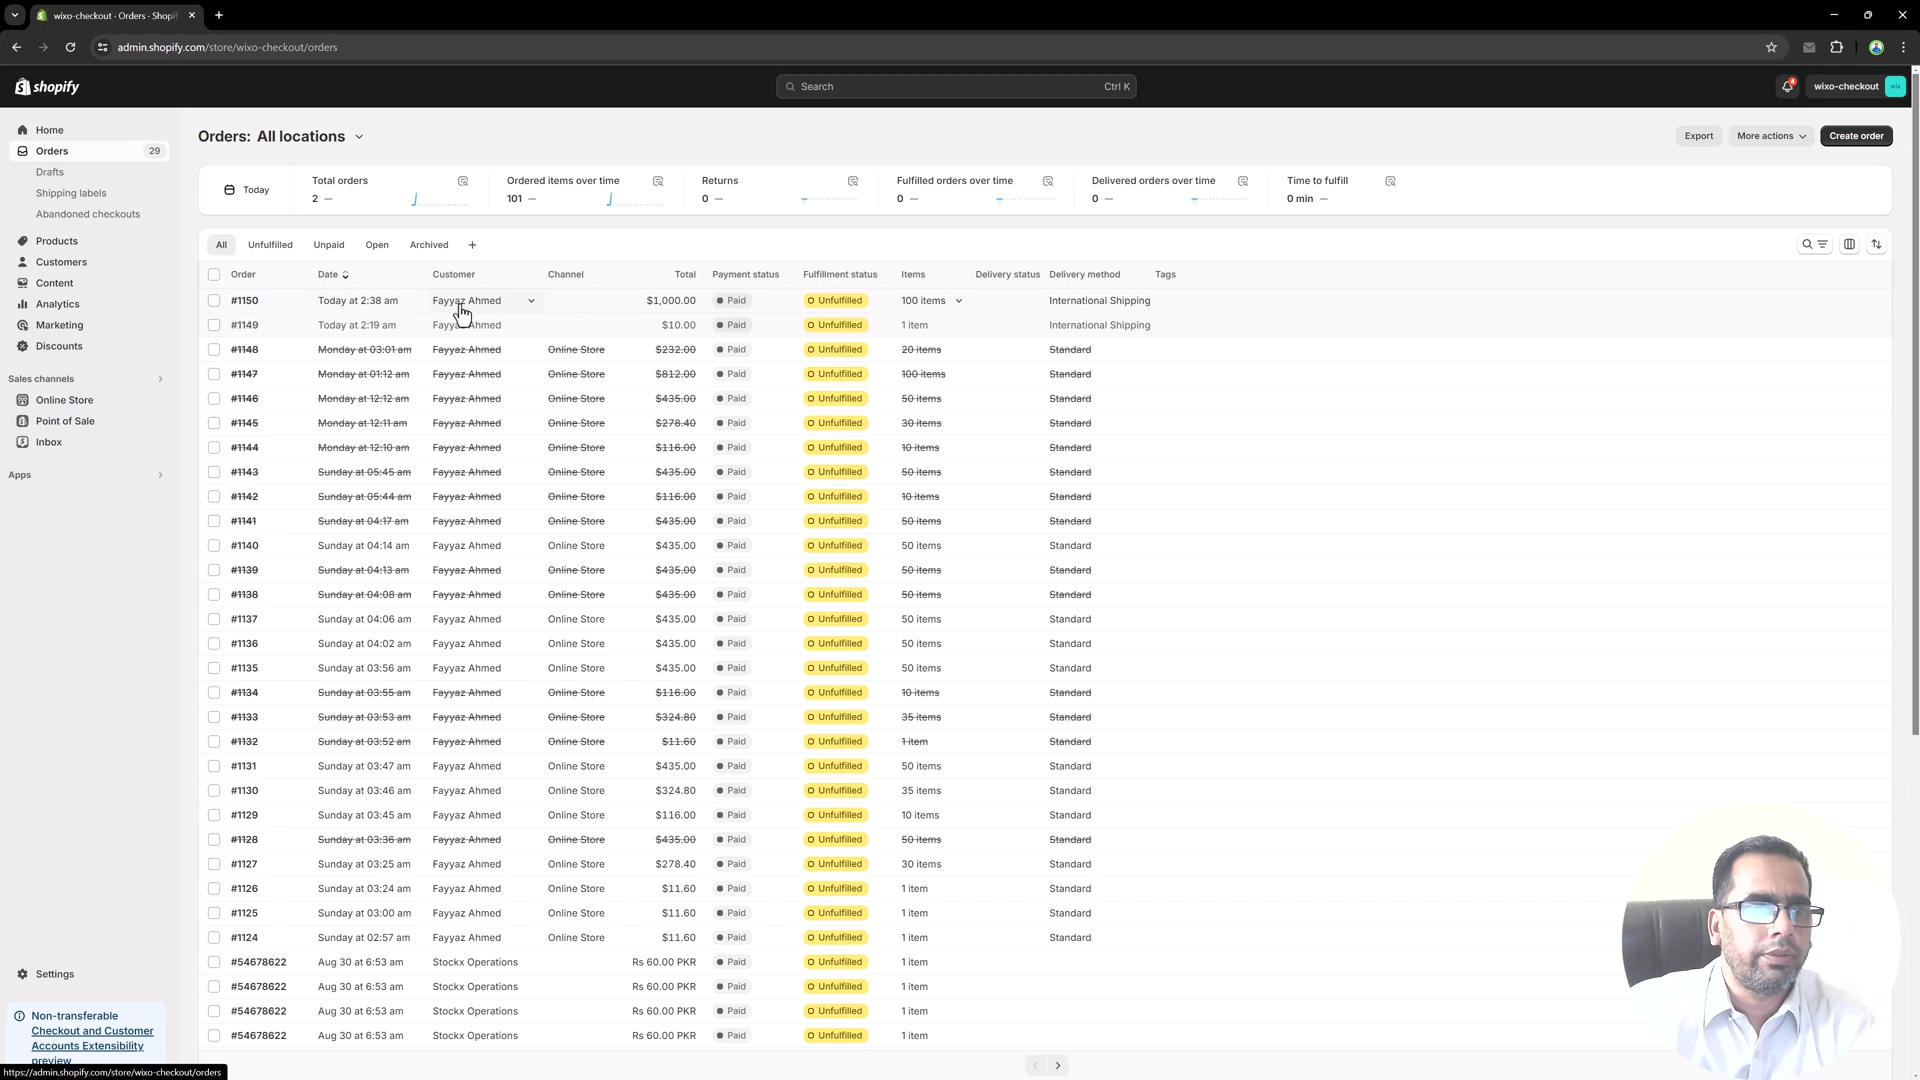 wixo-checkout · Orders · Shopif
admin.shopify.com/store/wixo-checkout/orders
shopify
Search Ctrl K
4
wixo-checkout wix
Home
Orders 29
Drafts
Shipping labels
Abandoned checkouts
Products
Customers
Content
Analytics
Marketing
Discounts
Sales channels
Online Store
Point of Sale
Inbox
Apps
Settings
Non-transferable
Checkout and Customer
Accounts Extensibility
preview
https://admin.shopify.com/store/wixo-checkout/orders
Orders: All locations
Export More actions Create order
Today
Total orders
2 —
Ordered items over time
101 —
Returns
0 —
Fulfilled orders over time
0 —
Delivered orders over time
0 —
Time to fulfill
0 min —
All Unfulfilled Unpaid Open Archived +
Order Date Customer Channel Total Payment status Fulfillment status Items Delivery status Delivery method Tags
#1150 Today at 2:38 am Fayyaz Ahmed $1,000.00 Paid Unfulfilled 100 items International Shipping
#1149 Today at 2:19 am Fayyaz Ahmed $10.00 Paid Unfulfilled 1 item International Shipping
#1148 Monday at 03:01 am Fayyaz Ahmed Online Store $232.00 Paid Unfulfilled 20 items Standard
#1147 Monday at 01:12 am Fayyaz Ahmed Online Store $812.00 Paid Unfulfilled 100 items Standard
#1146 Monday at 12:12 am Fayyaz Ahmed Online Store $435.00 Paid Unfulfilled 50 items Standard
#1145 Monday at 12:11 am Fayyaz Ahmed Online Store $278.40 Paid Unfulfilled 30 items Standard
#1144 Monday at 12:10 am Fayyaz Ahmed Online Store $116.00 Paid Unfulfilled 10 items Standard
#1143 Sunday at 05:45 am Fayyaz Ahmed Online Store $435.00 Paid Unfulfilled 50 items Standard
#1142 Sunday at 05:44 am Fayyaz Ahmed Online Store $116.00 Paid Unfulfilled 10 items Standard
#1141 Sunday at 04:17 am Fayyaz Ahmed Online Store $435.00 Paid Unfulfilled 50 items Standard
#1140 Sunday at 04:14 am Fayyaz Ahmed Online Store $435.00 Paid Unfulfilled 50 items Standard
#1139 Sunday at 04:13 am Fayyaz Ahmed Online Store $435.00 Paid Unfulfilled 50 items Standard
#1138 Sunday at 04:08 am Fayyaz Ahmed Online Store $435.00 Paid Unfulfilled 50 items Standard
#1137 Sunday at 04:06 am Fayyaz Ahmed Online Store $435.00 Paid Unfulfilled 50 items Standard
#1136 Sunday at 04:02 am Fayyaz Ahmed Online Store $435.00 Paid Unfulfilled 50 items Standard
#1135 Sunday at 03:56 am Fayyaz Ahmed Online Store $435.00 Paid Unfulfilled 50 items Standard
#1134 Sunday at 03:55 am Fayyaz Ahmed Online Store $116.00 Paid Unfulfilled 10 items Standard
#1133 Sunday at 03:53 am Fayyaz Ahmed Online Store $324.80 Paid Unfulfilled 35 items Standard
#1132 Sunday at 03:52 am Fayyaz Ahmed Online Store $11.60 Paid Unfulfilled 1 item Standard
#1131 Sunday at 03:47 am Fayyaz Ahmed Online Store $435.00 Paid Unfulfilled 50 items Standard
#1130 Sunday at 03:46 am Fayyaz Ahmed Online Store $324.80 Paid Unfulfilled 35 items Standard
#1129 Sunday at 03:45 am Fayyaz Ahmed Online Store $116.00 Paid Unfulfilled 10 items Standard
#1128 Sunday at 03:36 am Fayyaz Ahmed Online Store $435.00 Paid Unfulfilled 50 items Standard
#1127 Sunday at 03:25 am Fayyaz Ahmed Online Store $278.40 Paid Unfulfilled 30 items Standard
#1126 Sunday at 03:24 am Fayyaz Ahmed Online Store $11.60 Paid Unfulfilled 1 item Standard
#1125 Sunday at 03:00 am Fayyaz Ahmed Online Store $11.60 Paid Unfulfilled 1 item Standard
#1124 Sunday at 02:57 am Fayyaz Ahmed Online Store $11.60 Paid Unfulfilled 1 item Standard
#54678622 Aug 30 at 6:53 am Stockx Operations Rs 60.00 PKR Paid Unfulfilled 1 item
#54678622 Aug 30 at 6:53 am Stockx Operations Rs 60.00 PKR Paid Unfulfilled 1 item
#54678622 Aug 30 at 6:53 am Stockx Operations Rs 60.00 PKR Paid Unfulfilled 1 item
#54678622 Aug 30 at 6:53 am Stockx Operations Rs 60.00 PKR Paid Unfulfilled 1 item